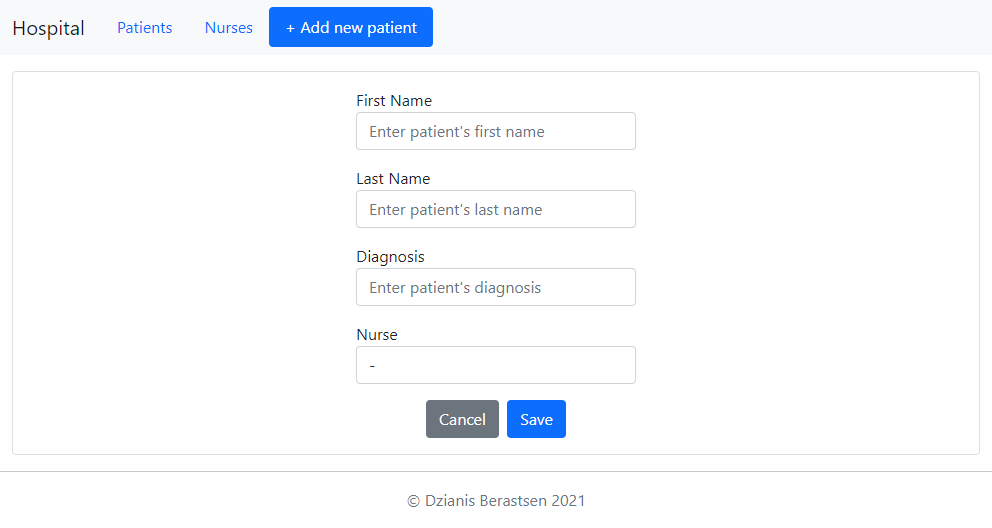 Hospital Patients Nurses + Add new patient
First Name
Enter patient's first name
Last Name
Enter patient's last name
Diagnosis
Enter patient's diagnosis
Nurse
-
Cancel Save
© Dzianis Berastsen 2021